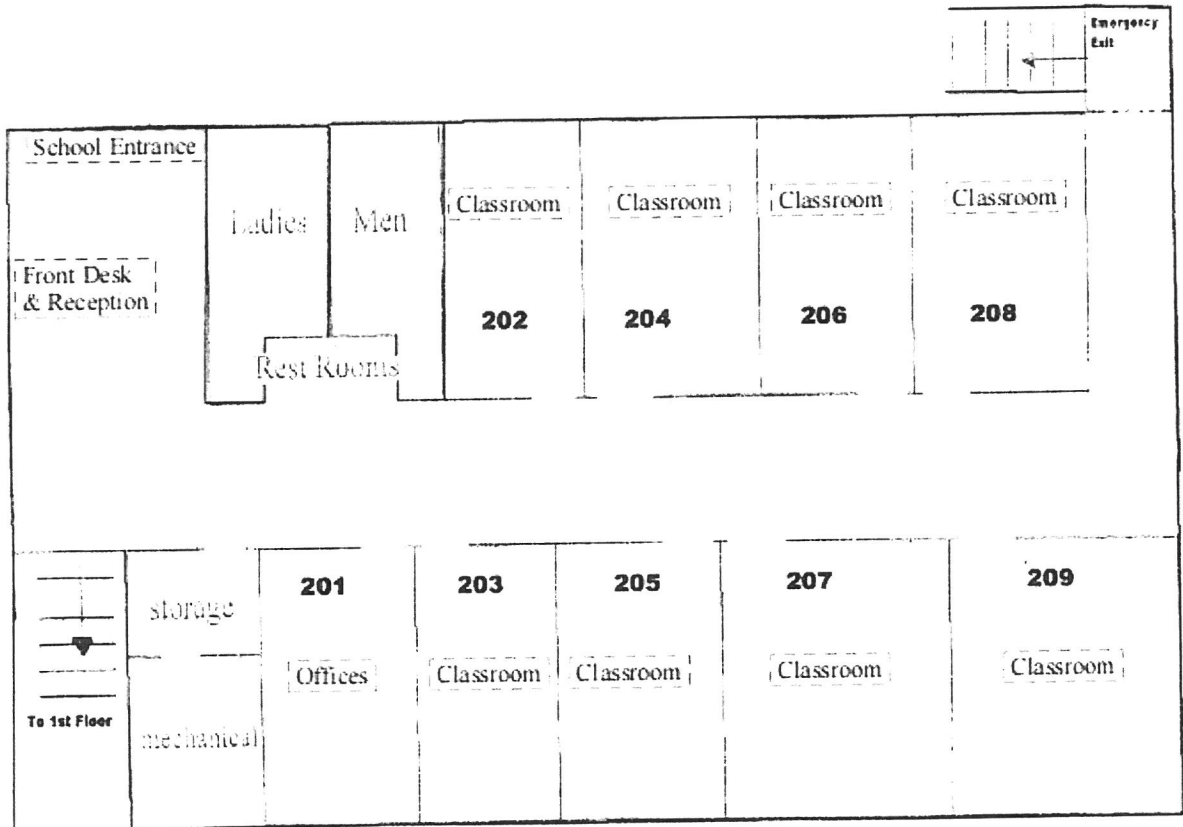 Emergency
Exit
School Entrance
Ladies
Men
Classroom
Classroom
Classroom
Classroom
Front Desk
& Reception
202
204
206
208
Rest Rooms
201
203
205
207
209
storage
Offices
Classroom
Classroom
Classroom
Classroom
To 1st Floor
mechanical